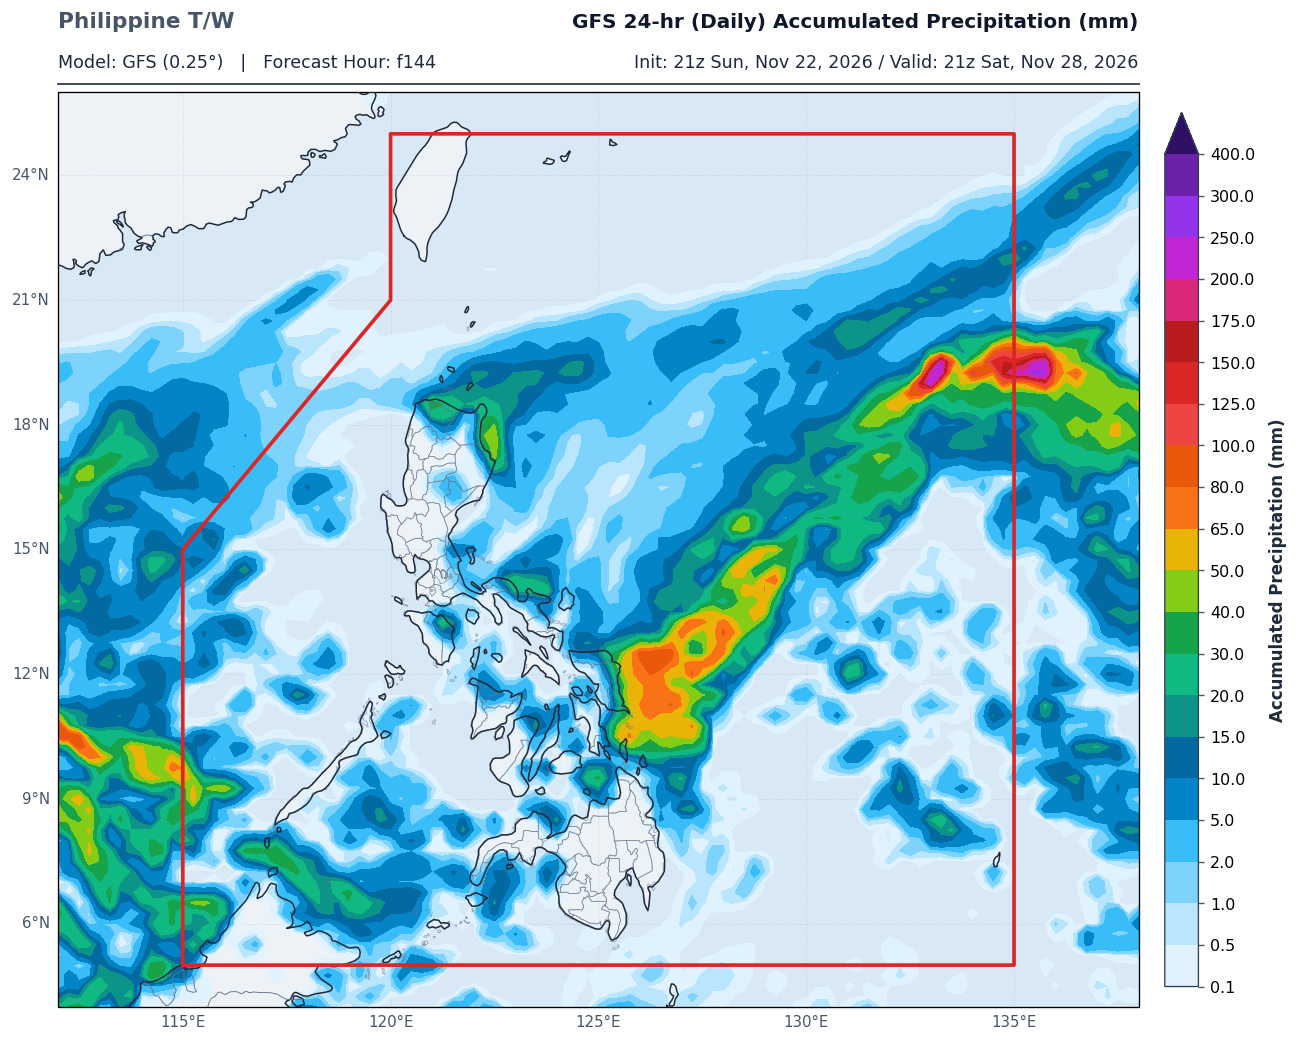 Philippine T/W
GFS 24-hr (Daily) Accumulated Precipitation (mm)
Model: GFS (0.25°)   |   Forecast Hour: f144
Init: 21z Sun, Nov 22, 2026 / Valid: 21z Sat, Nov 28, 2026
24°N
21°N
18°N
15°N
12°N
9°N
6°N
115°E
120°E
125°E
130°E
135°E
400.0
300.0
250.0
200.0
175.0
150.0
125.0
100.0
80.0
65.0
50.0
40.0
30.0
20.0
15.0
10.0
5.0
2.0
1.0
0.5
0.1
Accumulated Precipitation (mm)